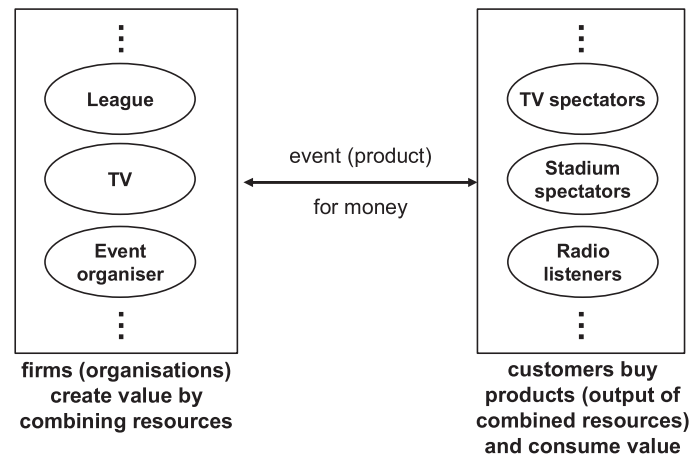 League
TV
Event
organiser
firms (organisations)
create value by
combining resources
event (product)
for money
TV spectators
Stadium
spectators
Radio
listeners
customers buy
products (output of
combined resources)
and consume value